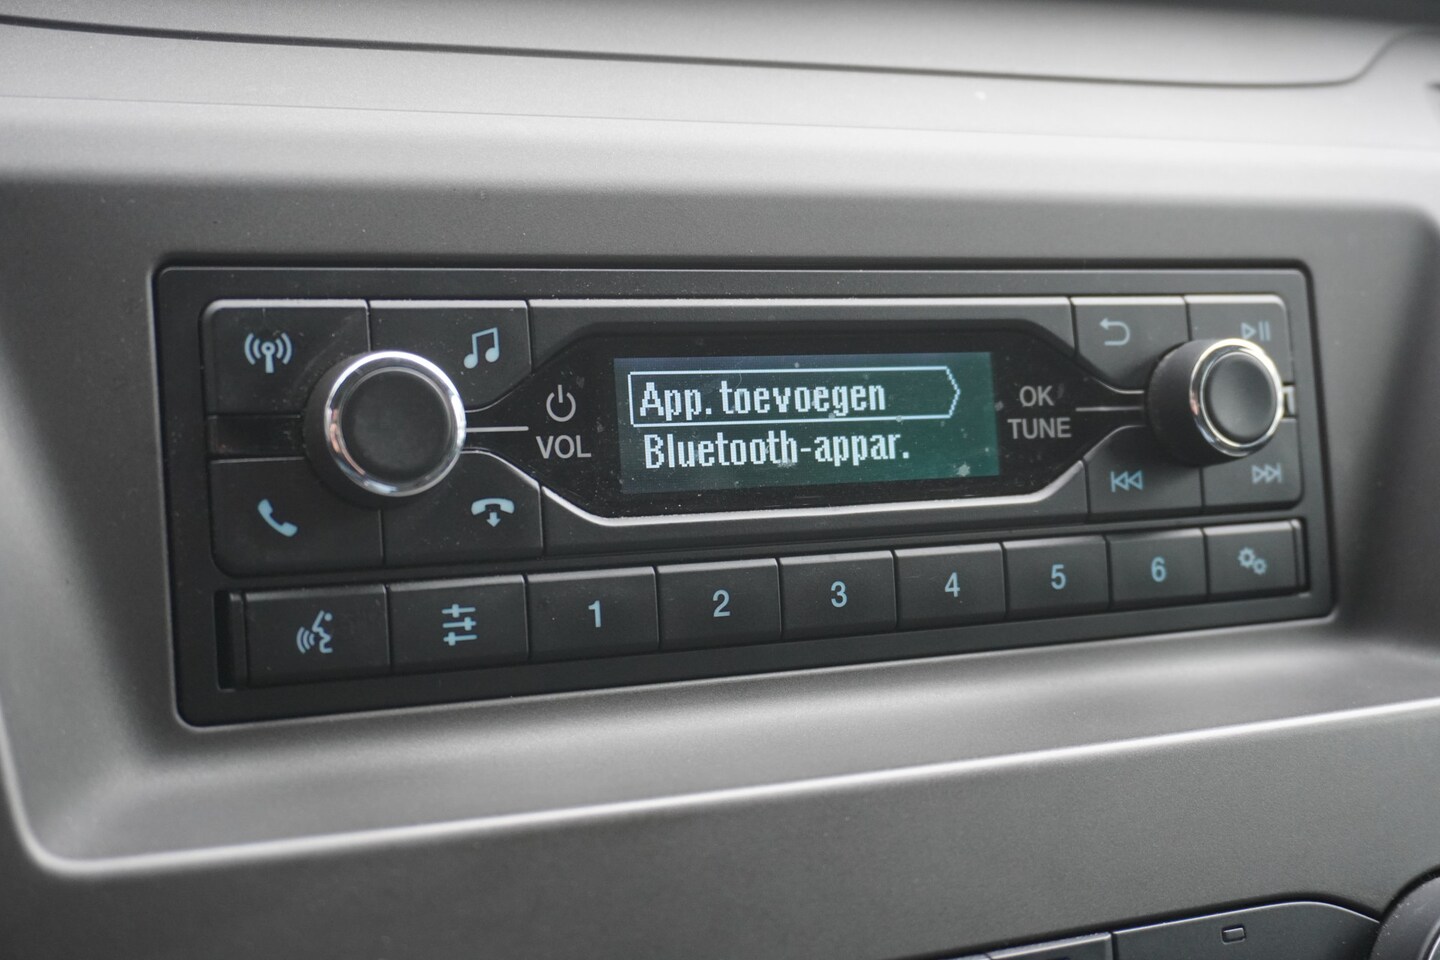 App. toevoegen
Bluetooth-appar.
VOL
OK
TUNE
1 2 3 4 5 6